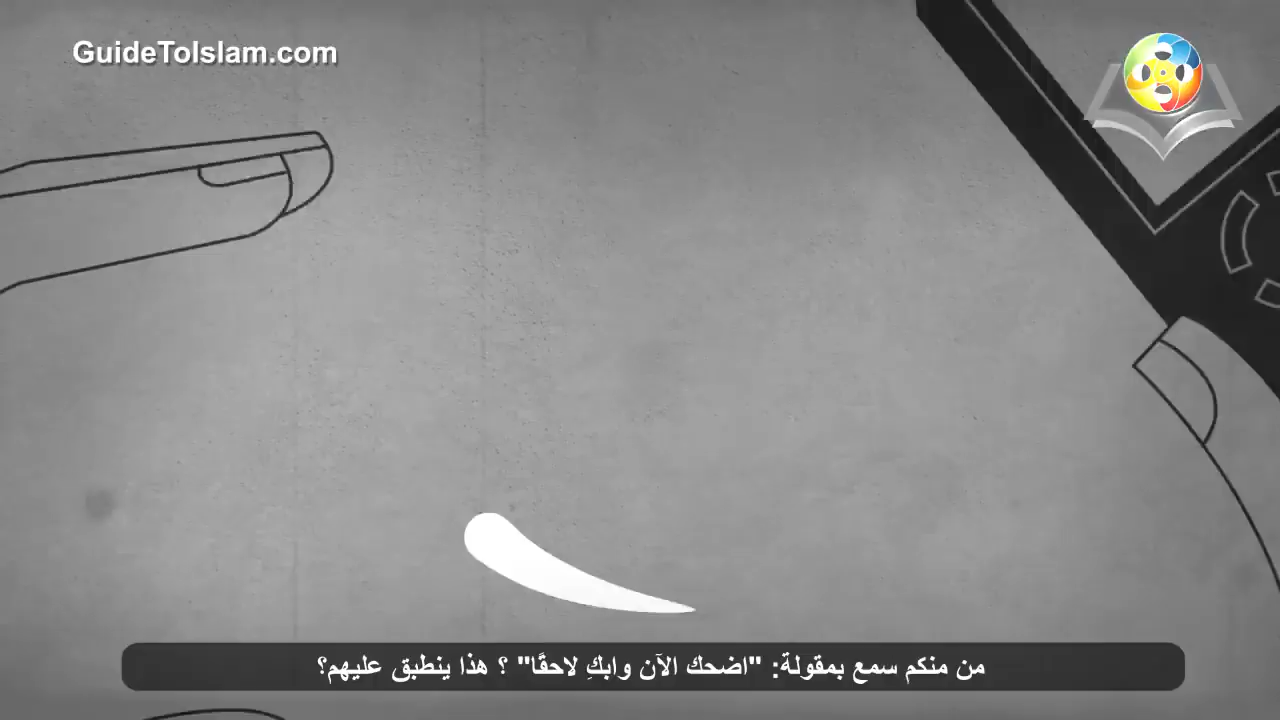 GuideToIslam.com
من منكم سمع بمقولة: "اضحك الآن وابكِ لاحقًا" ؟ هذا ينطبق عليهم؟